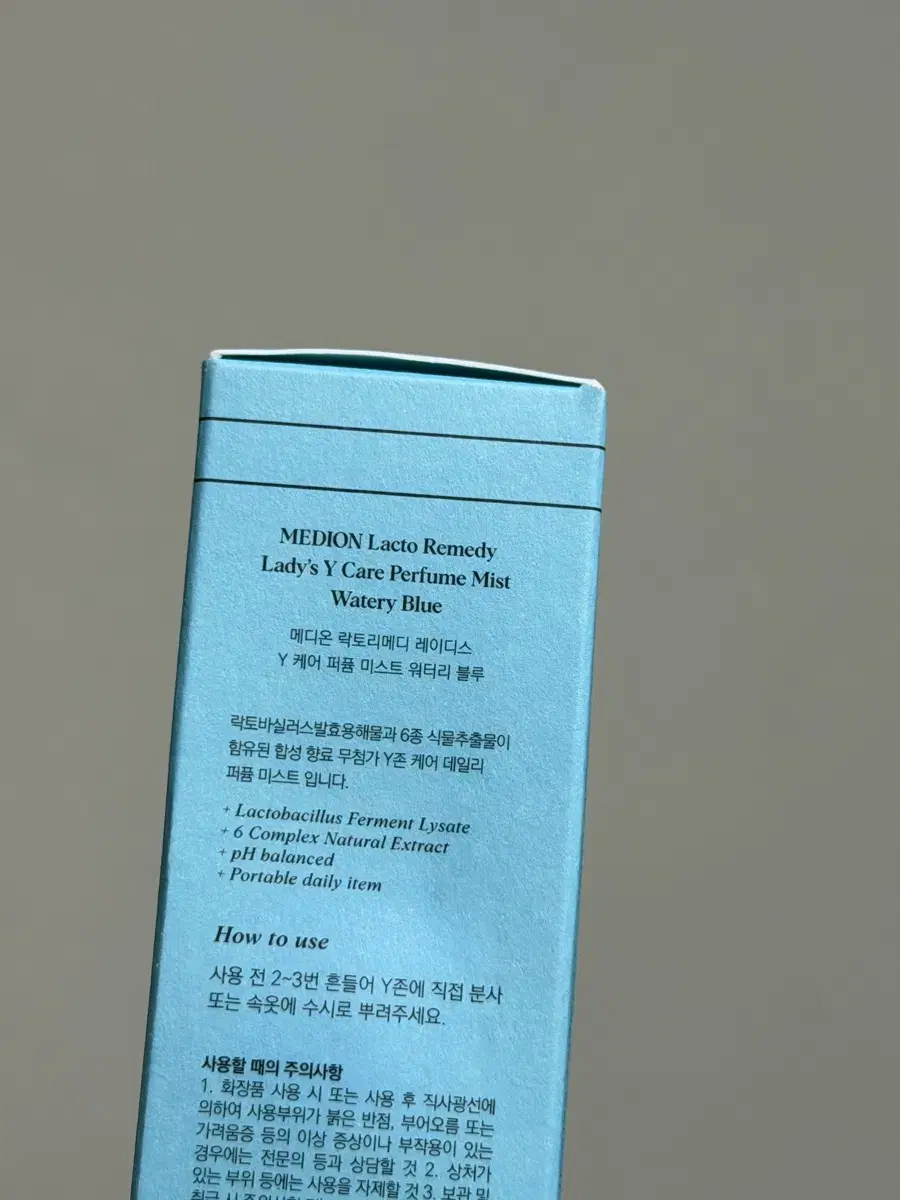 MEDION Lacto Remedy
Lady's Y Care Perfume Mist
Watery Blue
메디온 락토리메디 레이디스
Y 케어 퍼퓸 미스트 워터리 블루
락토바실러스발효용해물과 6종 식물추출물이
함유된 합성 향료 무첨가 Y존 케어 데일리
퍼퓸 미스트 입니다.
+ Lactobacillus Ferment Lysate
+ 6 Complex Natural Extract
+ pH balanced
+ Portable daily item
How to use
사용 전 2~3번 흔들어 Y존에 직접 분사
또는 속옷에 수시로 뿌려주세요.
사용할 때의 주의사항
1. 화장품 사용 시 또는 사용 후 직사광선에
의하여 사용부위가 붉은 반점, 부어오름 또는
가려움증 등의 이상 증상이나 부작용이 있는
경우에는 전문의 등과 상담할 것 2. 상처가
있는 부위 등에는 사용을 자제할 것 3. 보관 및